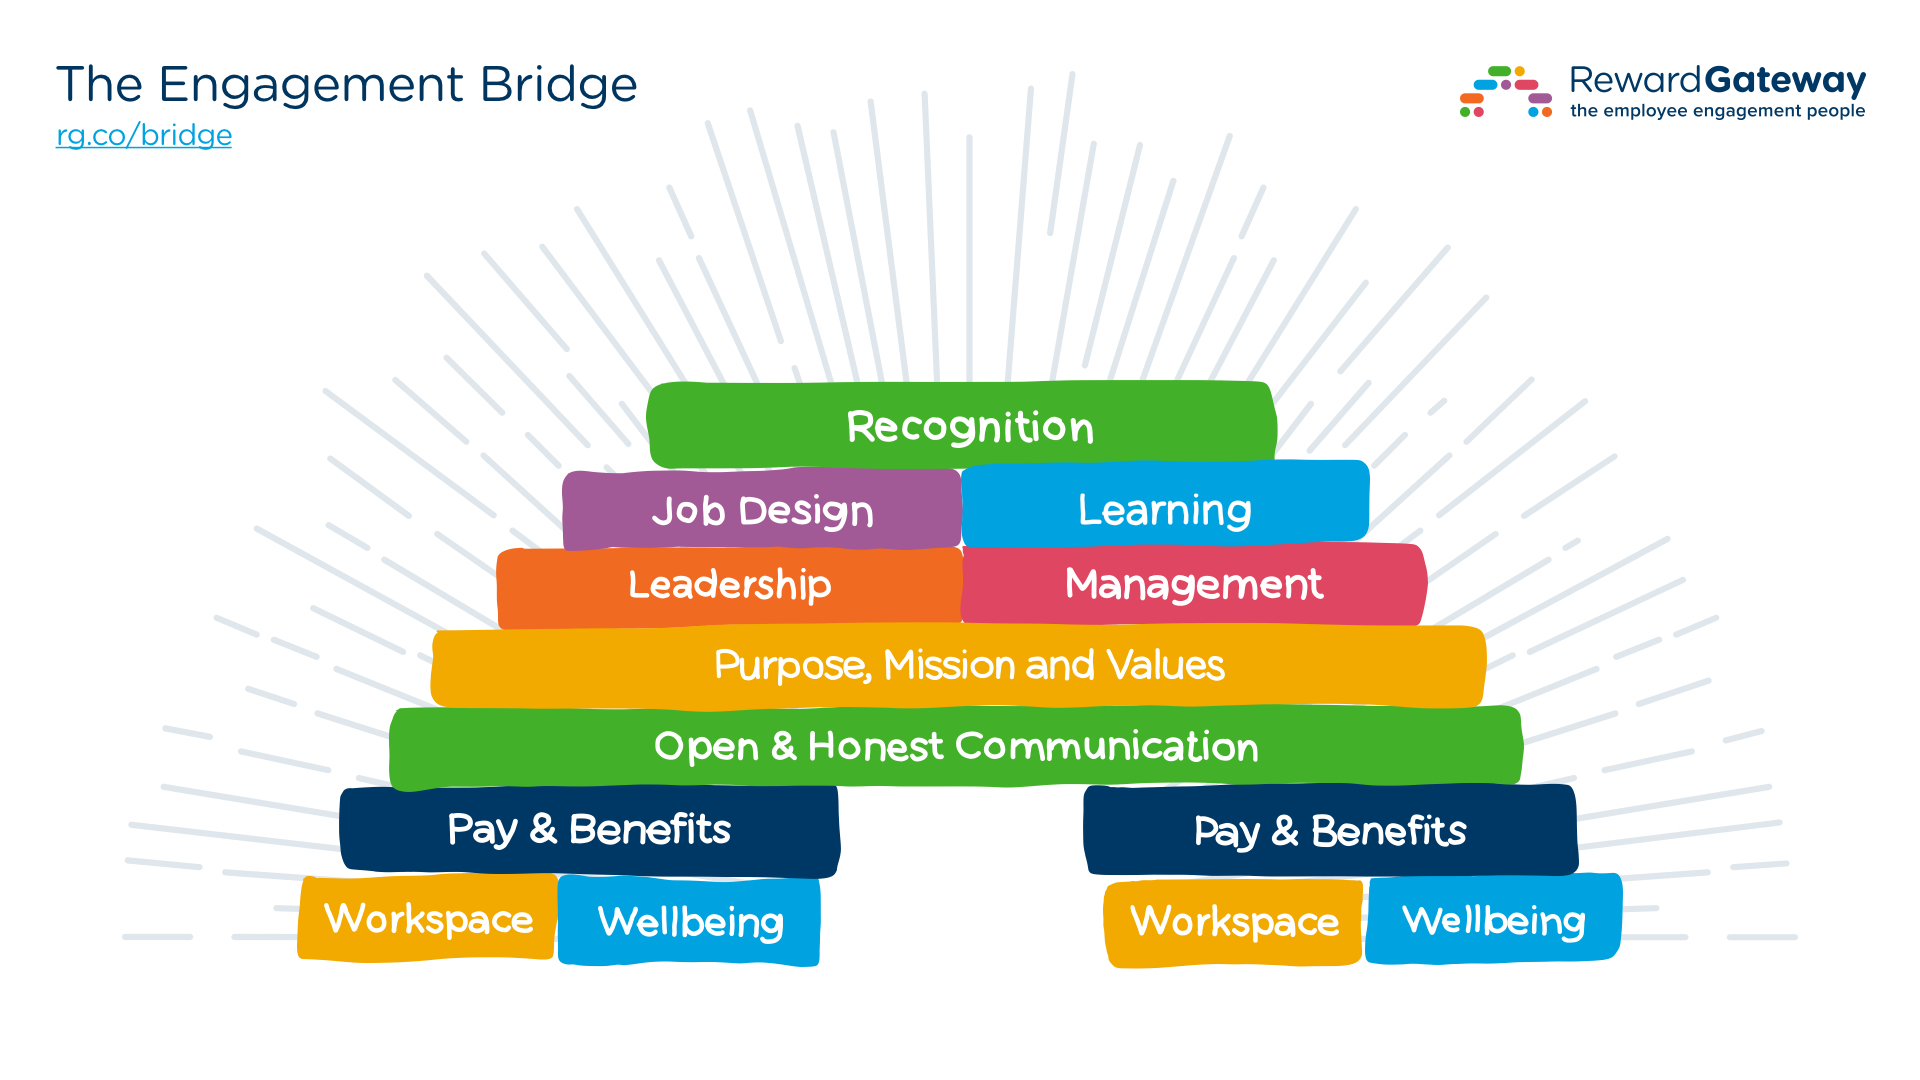 The Engagement Bridge
rg.co/bridge
RewardGateway
the employee engagement people
Recognition
Job Design
Learning
Leadership
Management
Purpose, Mission and Values
Open & Honest Communication
Pay & Benefits
Pay & Benefits
Workspace
Wellbeing
Workspace
Wellbeing